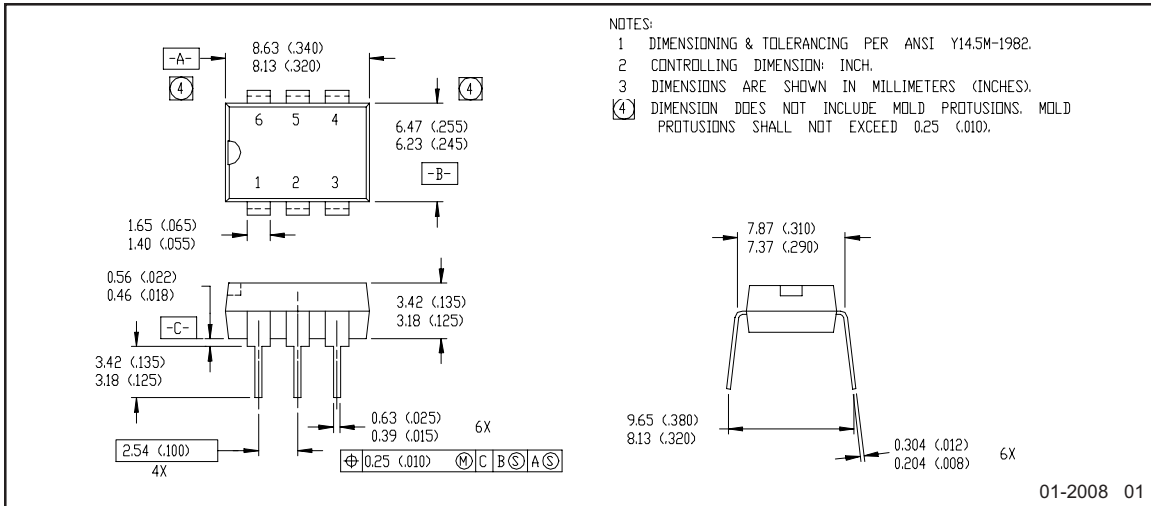 NOTES:
1 DIMENSIONING & TOLERANCING PER ANSI Y14.5M-1982.
2 CONTROLLING DIMENSION: INCH.
3 DIMENSIONS ARE SHOWN IN MILLIMETERS (INCHES).
4 DIMENSION DOES NOT INCLUDE MOLD PROTUSIONS. MOLD
PROTUSIONS SHALL NOT EXCEED 0.25 (.010).
-A-
8.63 (.340)
8.13 (.320)
4
4
6 5 4
6.47 (.255)
6.23 (.245)
-B-
1 2 3
1.65 (.065)
1.40 (.055)
0.56 (.022)
0.46 (.018)
-C-
3.42 (.135)
3.18 (.125)
3.42 (.135)
3.18 (.125)
0.63 (.025)
0.39 (.015)
6X
2.54 (.100)
4X
⌖ 0.25 (.010) Ⓜ C B Ⓢ A Ⓢ
7.87 (.310)
7.37 (.290)
9.65 (.380)
8.13 (.320)
0.304 (.012)
0.204 (.008)
6X
01-2008 01